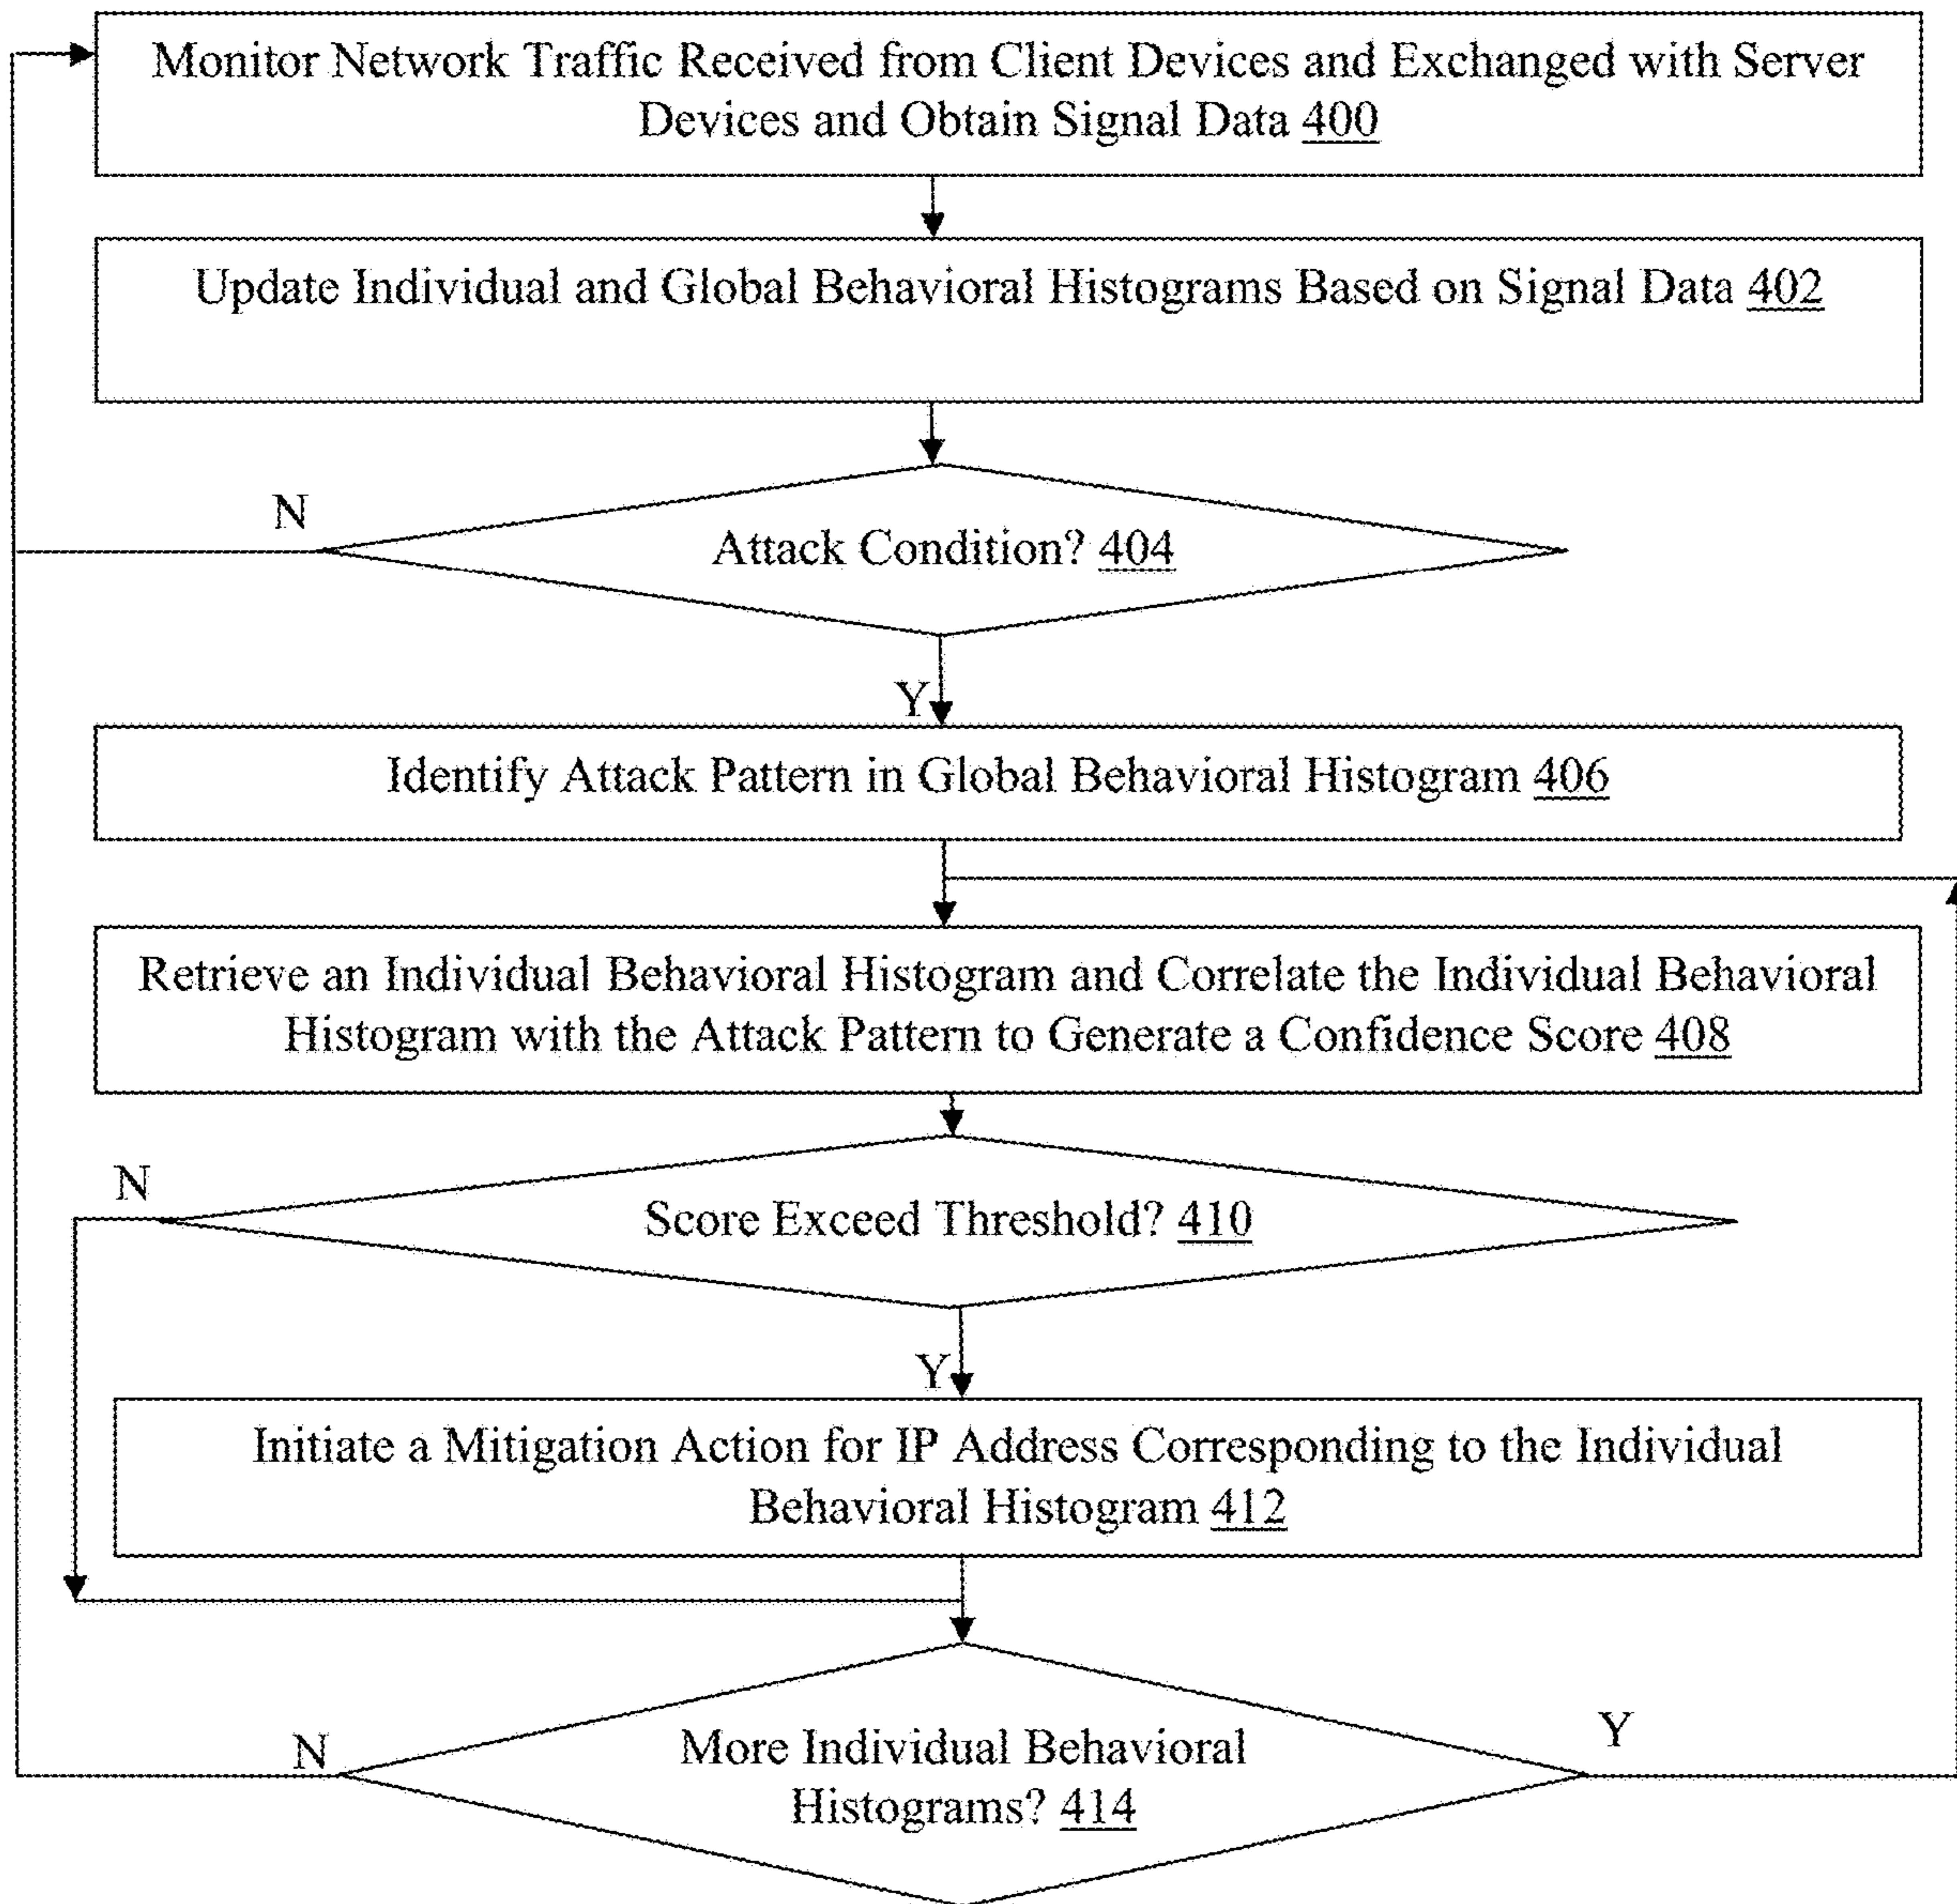 Monitor Network Traffic Received from Client Devices and Exchanged with Server
Devices and Obtain Signal Data 400
Update Individual and Global Behavioral Histograms Based on Signal Data 402
N
Attack Condition? 404
Y
Identify Attack Pattern in Global Behavioral Histogram 406
Retrieve an Individual Behavioral Histogram and Correlate the Individual Behavioral
Histogram with the Attack Pattern to Generate a Confidence Score 408
N
Score Exceed Threshold? 410
Y
Initiate a Mitigation Action for IP Address Corresponding to the Individual
Behavioral Histogram 412
N
More Individual Behavioral
Histograms? 414
Y